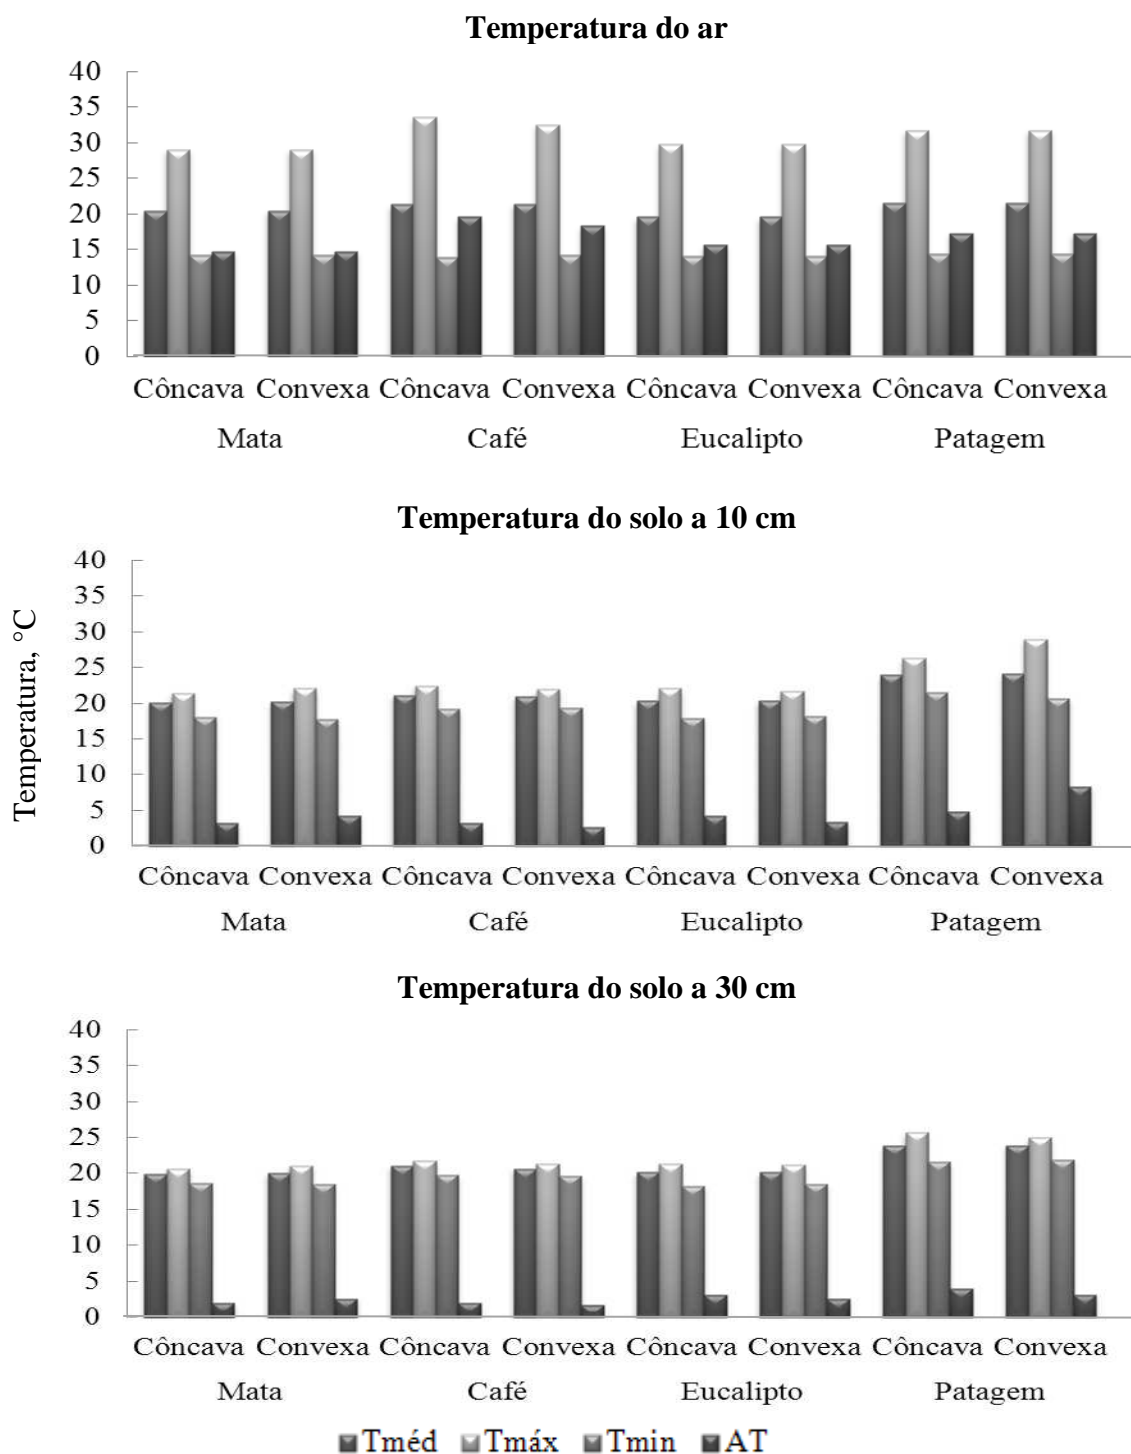 Temperatura do ar
40
35
30
25
20
15
10
5
0
Côncava Convexa Côncava Convexa Côncava Convexa Côncava Convexa
Mata Café Eucalipto Patagem
Temperatura do solo a 10 cm
Temperatura, °C
40
35
30
25
20
15
10
5
0
Côncava Convexa Côncava Convexa Côncava Convexa Côncava Convexa
Mata Café Eucalipto Patagem
Temperatura do solo a 30 cm
40
35
30
25
20
15
10
5
0
Côncava Convexa Côncava Convexa Côncava Convexa Côncava Convexa
Mata Café Eucalipto Patagem
Tméd Tmáx Tmin AT